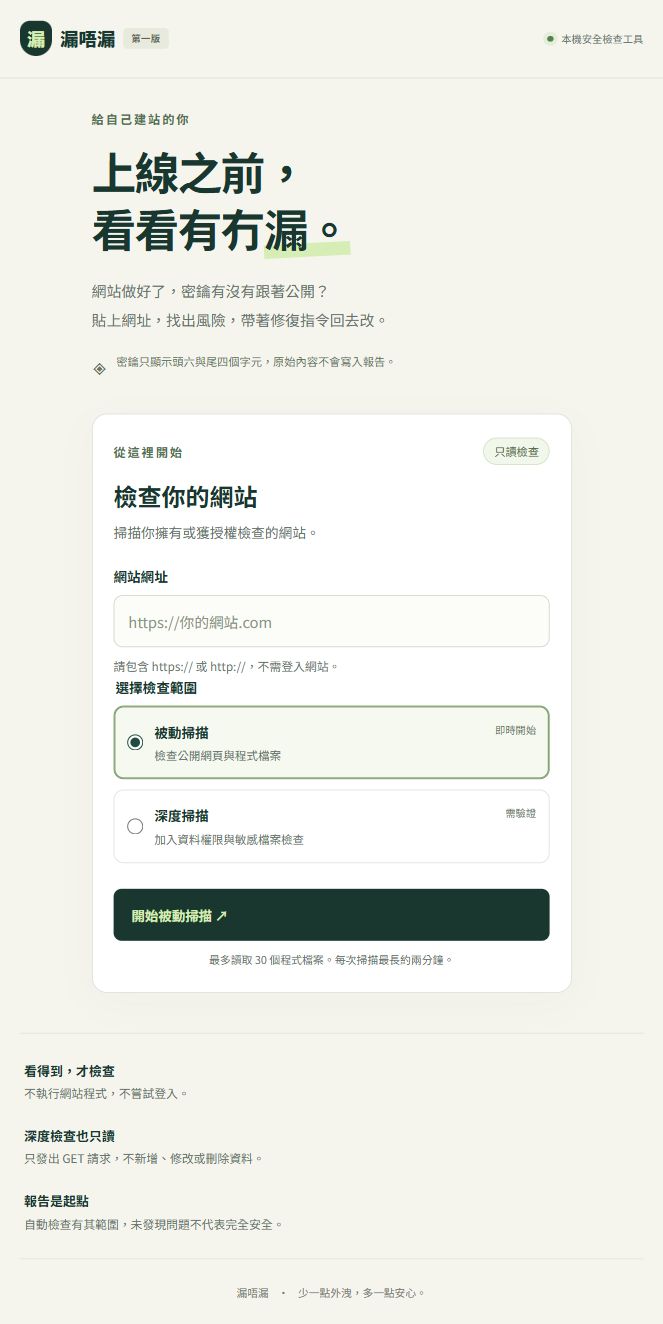 漏 漏唔漏 第一版 本機安全檢查工具
給自己建站的你
上線之前，
看看有冇漏。
網站做好了，密鑰有沒有跟著公開？
貼上網址，找出風險，帶著修復指令回去改。
密鑰只顯示頭六與尾四個字元，原始內容不會寫入報告。
從這裡開始 只讀檢查
檢查你的網站
掃描你擁有或獲授權檢查的網站。
網站網址
https://你的網站.com
請包含 https:// 或 http://，不需登入網站。
選擇檢查範圍
被動掃描 即時開始
檢查公開網頁與程式檔案
深度掃描 需驗證
加入資料權限與敏感檔案檢查
開始被動掃描 ↗
最多讀取 30 個程式檔案。每次掃描最長約兩分鐘。
看得到，才檢查
不執行網站程式，不嘗試登入。
深度檢查也只讀
只發出 GET 請求，不新增、修改或刪除資料。
報告是起點
自動檢查有其範圍，未發現問題不代表完全安全。
漏唔漏 · 少一點外洩，多一點安心。